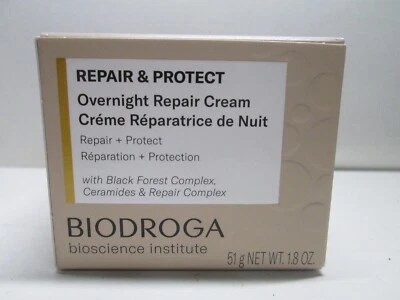 REPAIR & PROTECT
Overnight Repair Cream
Créme Réparatrice de Nuit
Repair + Protect
Réparation + Protection
with Black Forest Complex,
Ceramides & Repair Complex
BIODROGA
bioscience institute
51 g NET WT. 1.8 OZ.